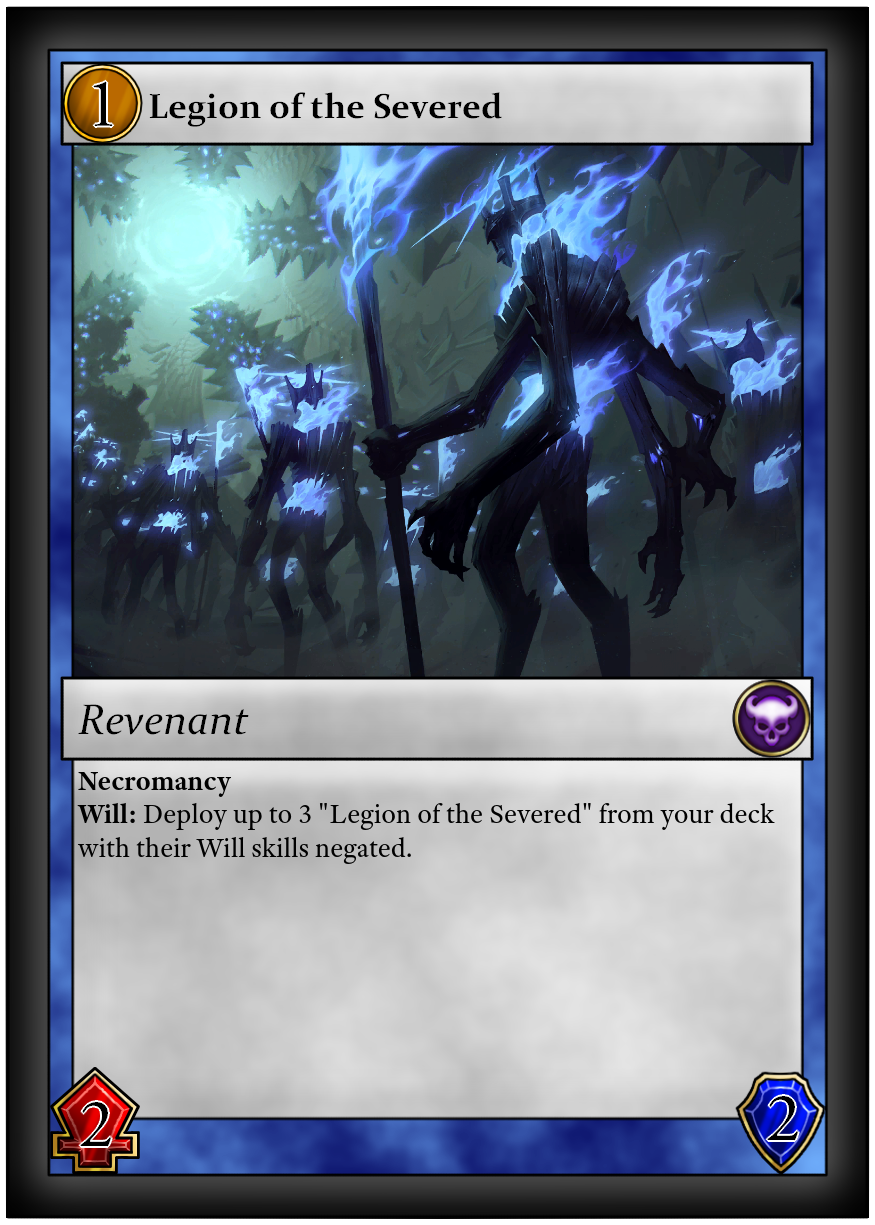 1
Legion of the Severed
Revenant
Necromancy
Will: Deploy up to 3 "Legion of the Severed" from your deck
with their Will skills negated.
2
2